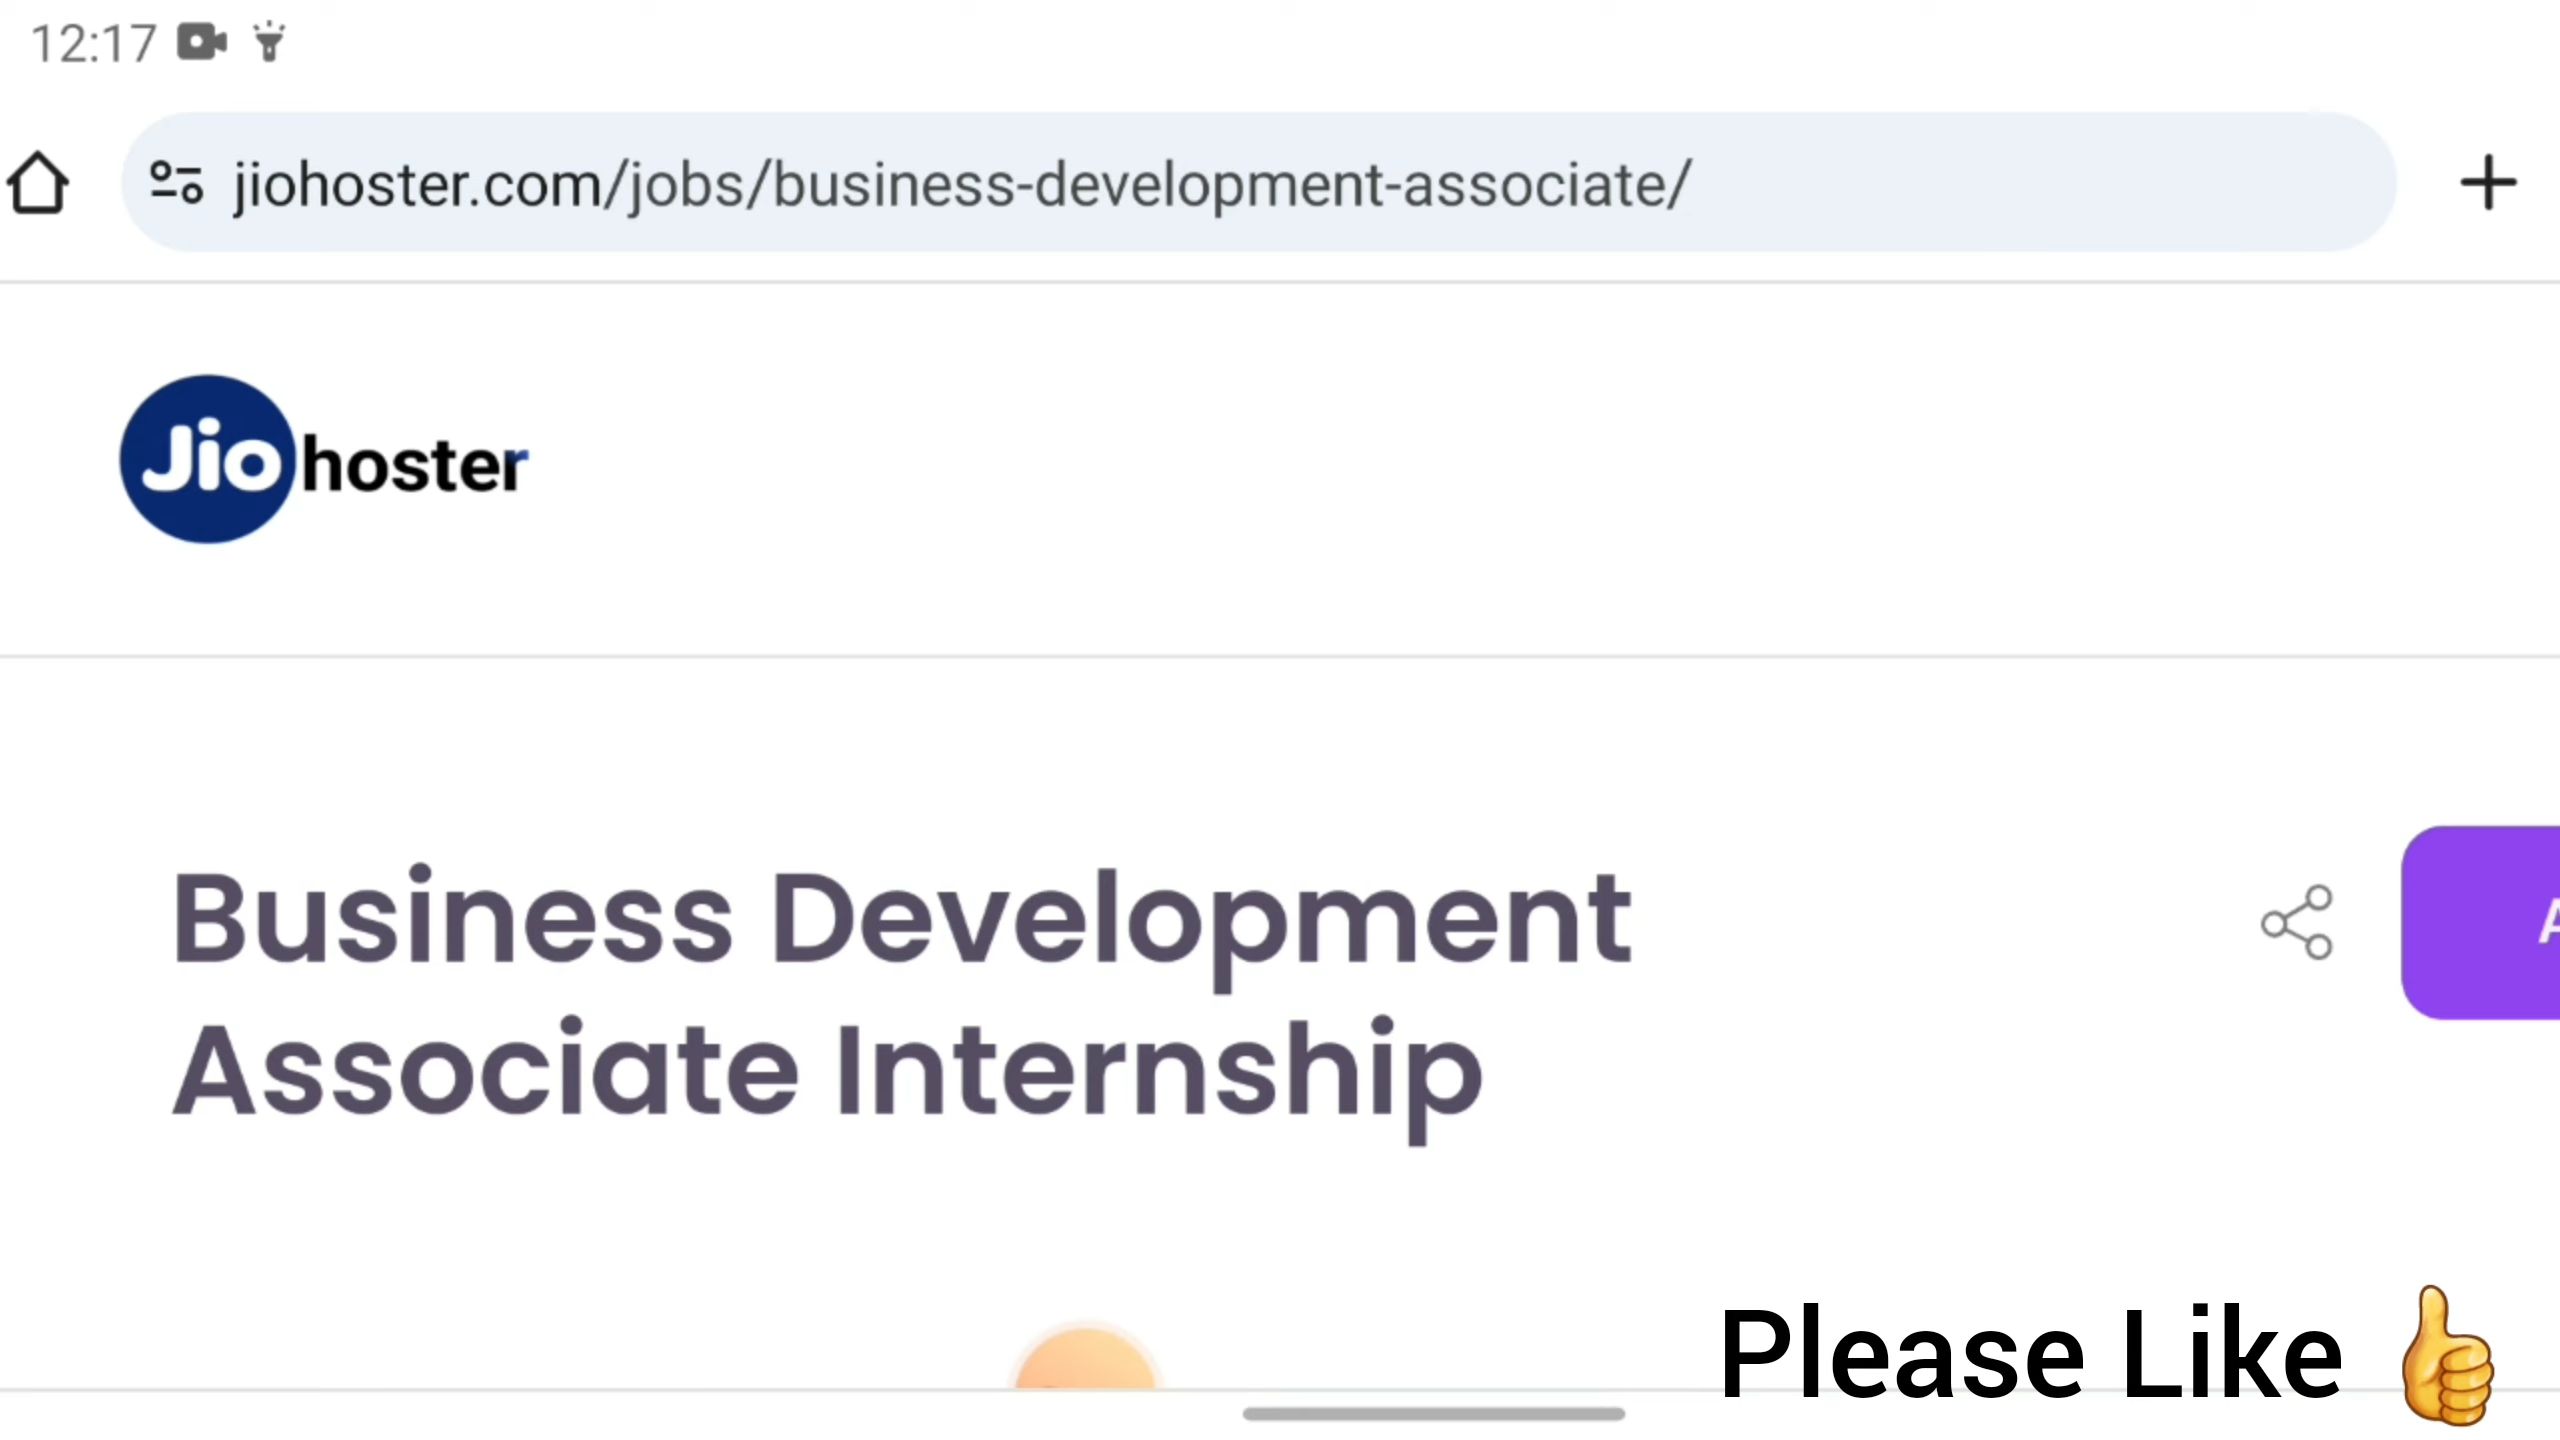 12:17
jiohoster.com/jobs/business-development-associate/
Jio hoster
Business Development
Associate Internship
A
Please Like 👍